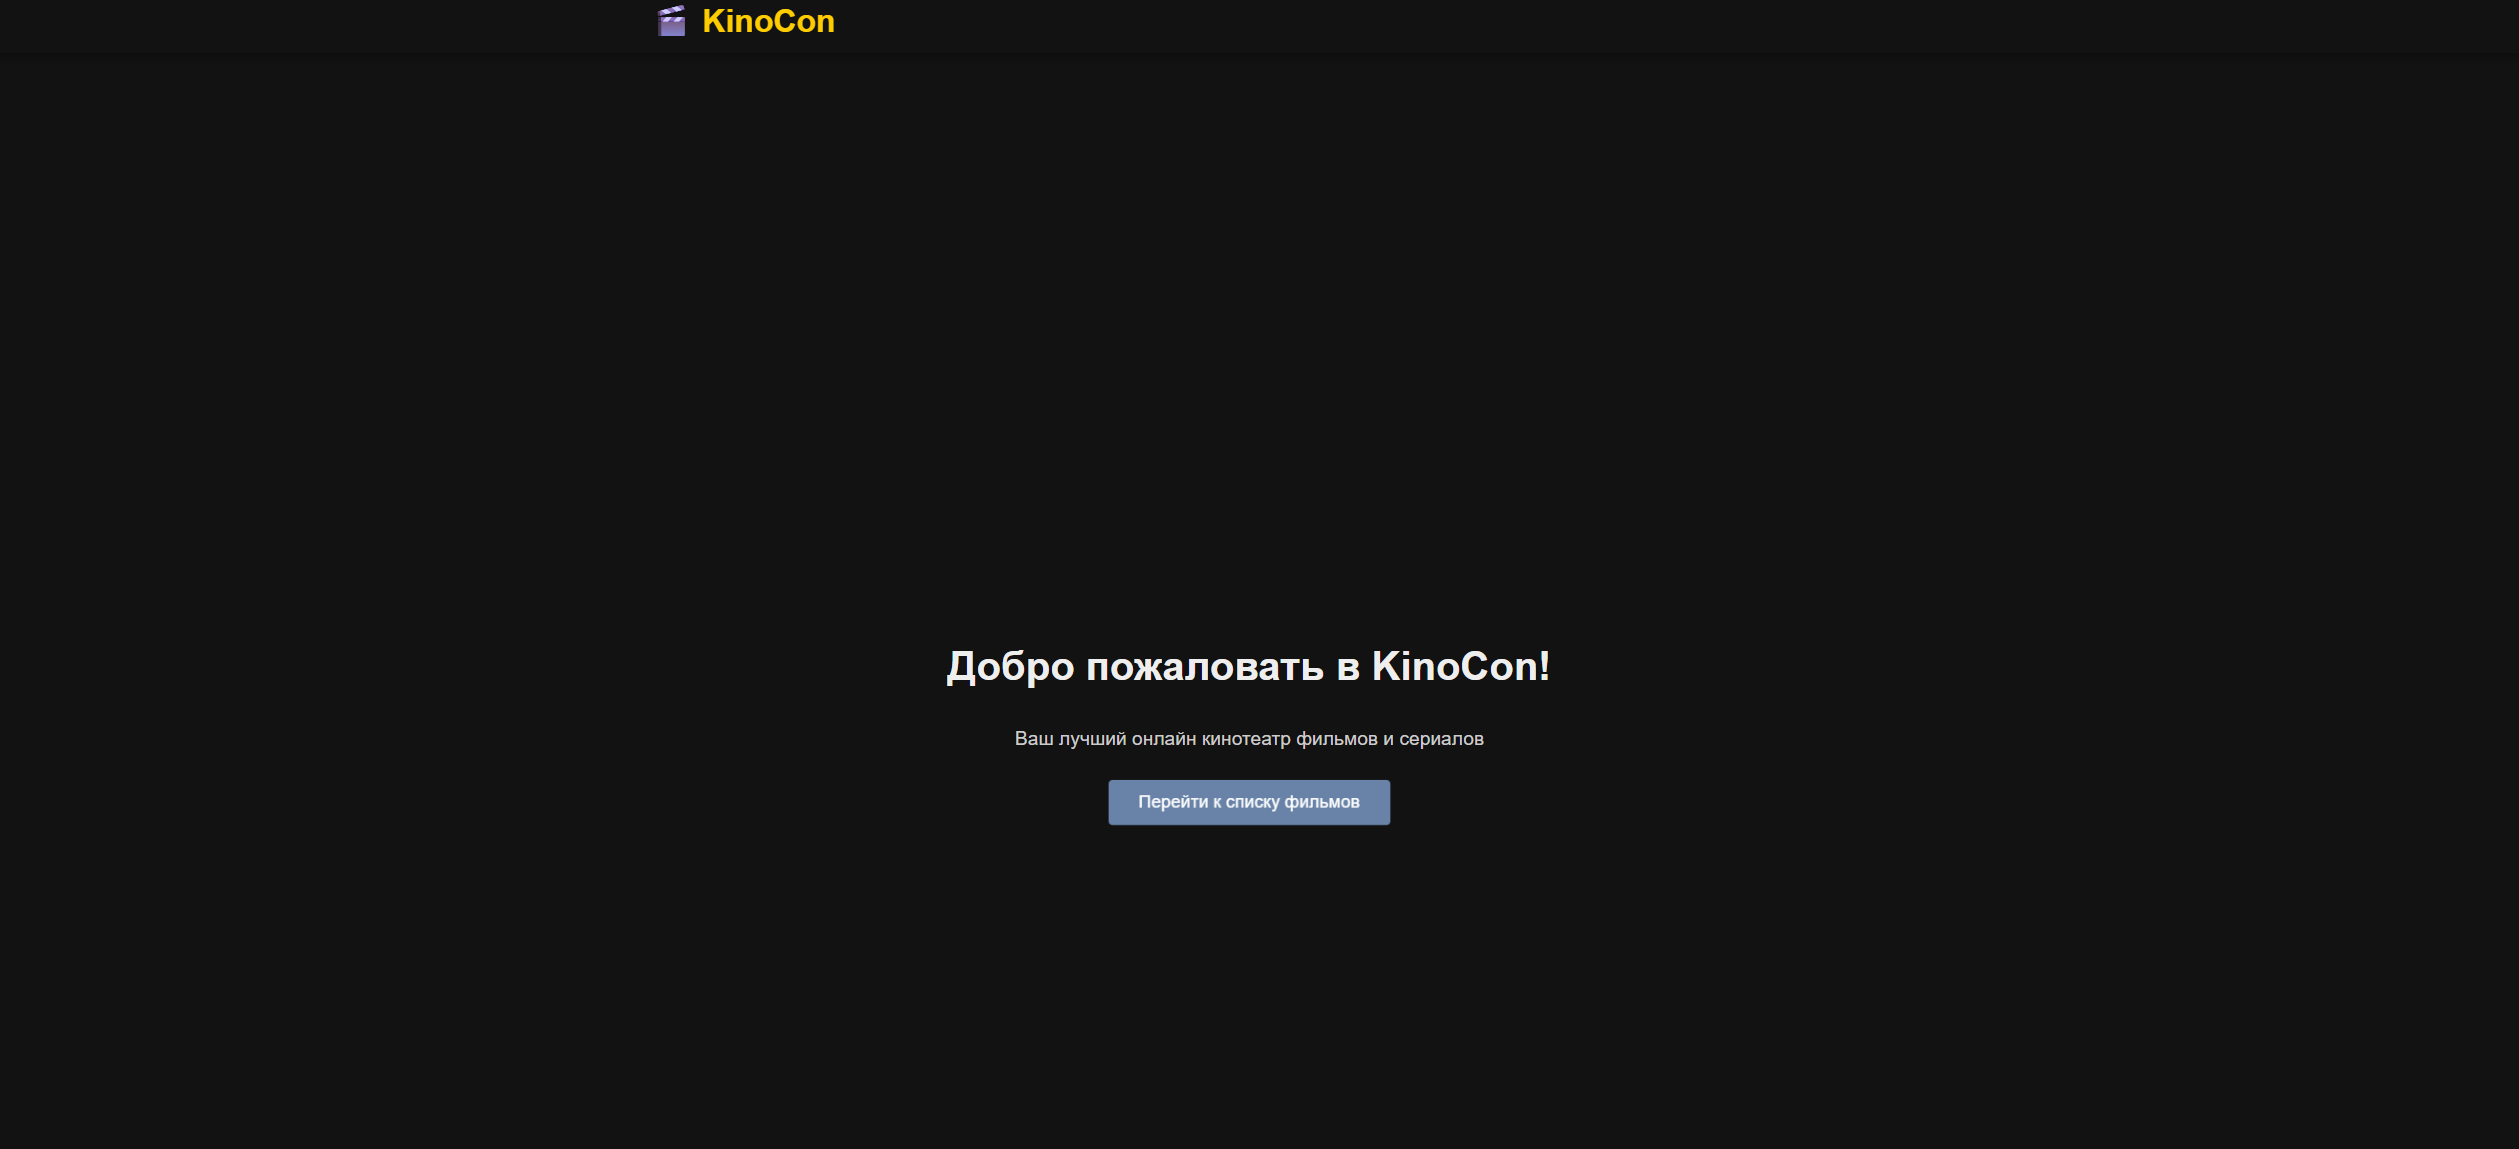 KinoCon
Добро пожаловать в KinoCon!
Ваш лучший онлайн кинотеатр фильмов и сериалов
Перейти к списку фильмов